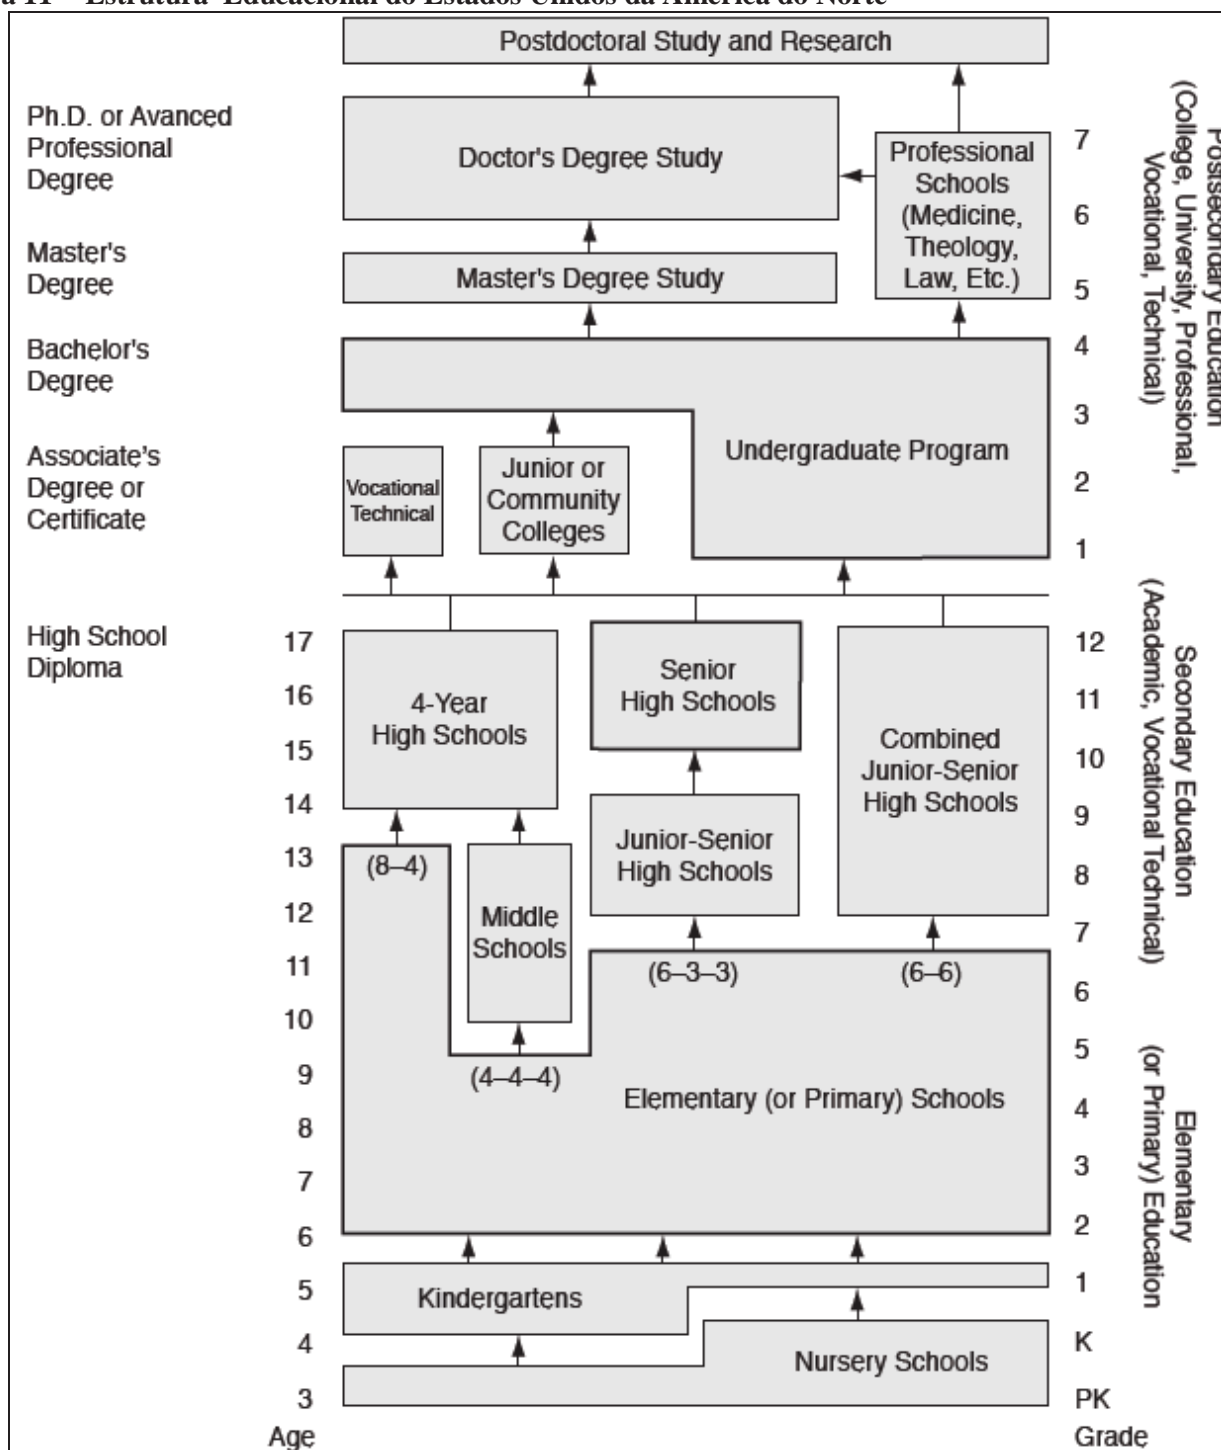 a 11 – Estrutura Educacional do Estados Unidos da América do Norte
Postdoctoral Study and Research
Ph.D. or Avanced
Professional
Degree
Doctor's Degree Study
Professional
Schools
(Medicine,
Theology,
Law, Etc.)
7
6
5
Master's
Degree
Master's Degree Study
Bachelor's
Degree
4
3
2
1
Undergraduate Program
Associate's
Degree or
Certificate
Vocational
Technical
Junior or
Community
Colleges
Postsecondary Education
(College, University, Professional,
Vocational, Technical)
High School
Diploma
17
16
15
14
13
12
11
10
9
8
7
6
5
4
3
Age
4-Year
High Schools
Senior
High Schools
Combined
Junior-Senior
High Schools
Junior-Senior
High Schools
(8–4)
Middle
Schools
(6–3–3)
(6–6)
(4–4–4)
Elementary (or Primary) Schools
Kindergartens
Nursery Schools
12
11
10
9
8
7
6
5
4
3
2
1
K
PK
Grade
Secondary Education
(Academic, Vocational Technical)
Elementary
(or Primary) Education